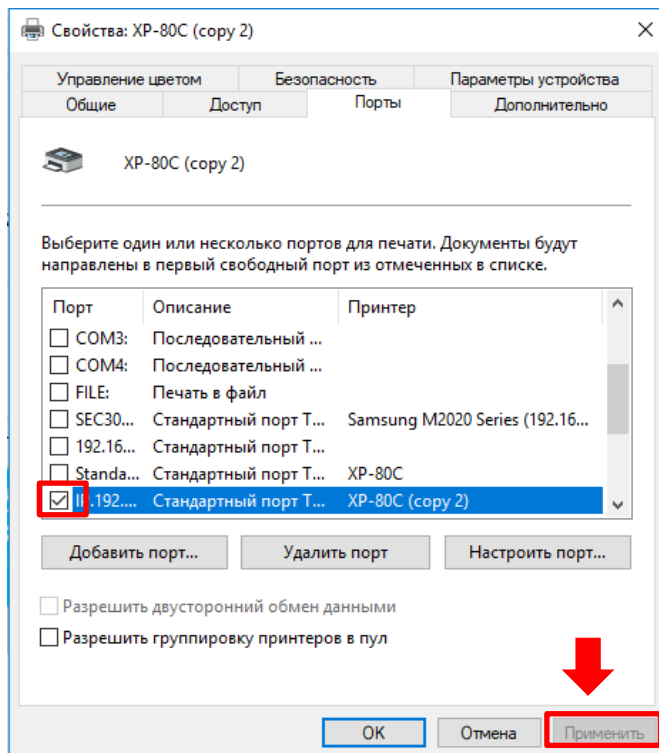 Свойства: XP-80C (copy 2)
Управление цветом Безопасность Параметры устройства
Общие Доступ Порты Дополнительно
XP-80C (copy 2)
Выберите один или несколько портов для печати. Документы будут
направлены в первый свободный порт из отмеченных в списке.
Порт Описание Принтер
COM3: Последовательный ...
COM4: Последовательный ...
FILE: Печать в файл
SEC30... Стандартный порт T... Samsung M2020 Series (192.16...
192.16... Стандартный порт T...
Standa... Стандартный порт T... XP-80C
IP.192.... Стандартный порт T... XP-80C (copy 2)
Добавить порт... Удалить порт Настроить порт...
Разрешить двусторонний обмен данными
Разрешить группировку принтеров в пул
OK Отмена Применить